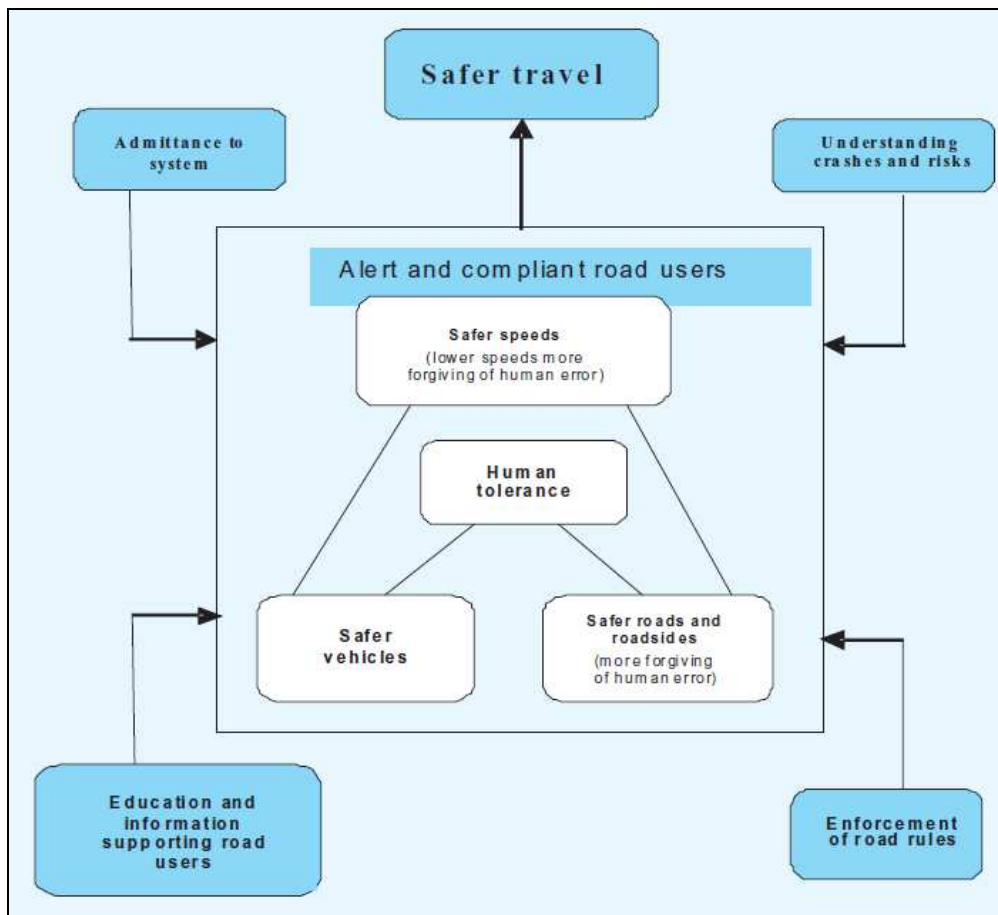 Safer travel
Admittance to
system
Understanding
crashes and risks
Alert and compliant road users
Safer speeds
(lower speeds more
forgiving of human error)
Human
tolerance
Safer
vehicles
Safer roads and
roadsides
(more forgiving
of human error)
Education and
information
supporting road
users
Enforcement
of road rules